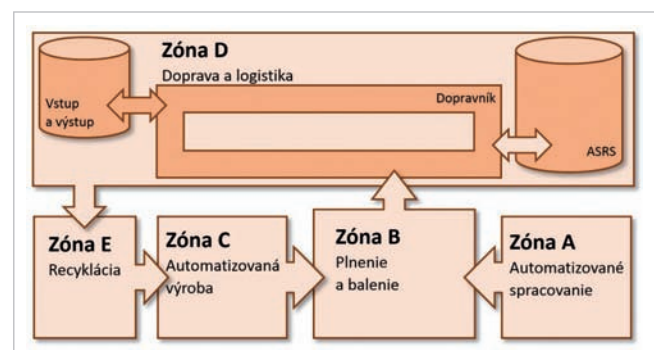 Zóna D
Doprava a logistika
Vstup
a výstup
Dopravník
ASRS
Zóna E
Recyklácia
Zóna C
Automatizovaná
výroba
Zóna B
Plnenie
a balenie
Zóna A
Automatizované
spracovanie